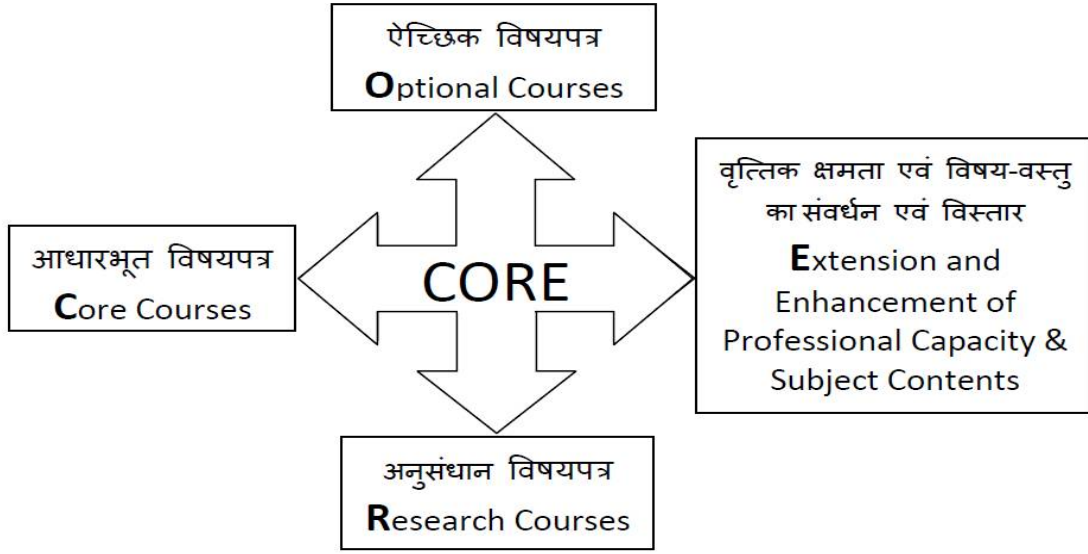 ऐच्छिक विषयपत्र
Optional Courses
वृत्तिक क्षमता एवं विषय-वस्तु
का संवर्धन एवं विस्तार
Extension and
Enhancement of
Professional Capacity &
Subject Contents
आधारभूत विषयपत्र
Core Courses
CORE
अनुसंधान विषयपत्र
Research Courses